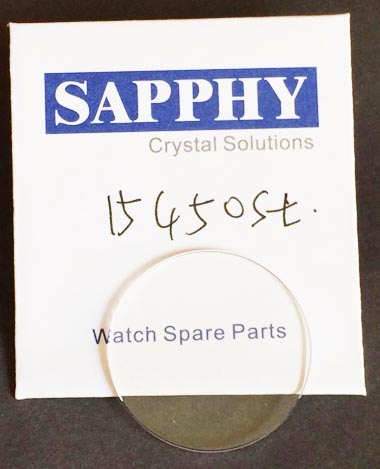 SAPPHY
Crystal Solutions
15450St.
Watch Spare Parts